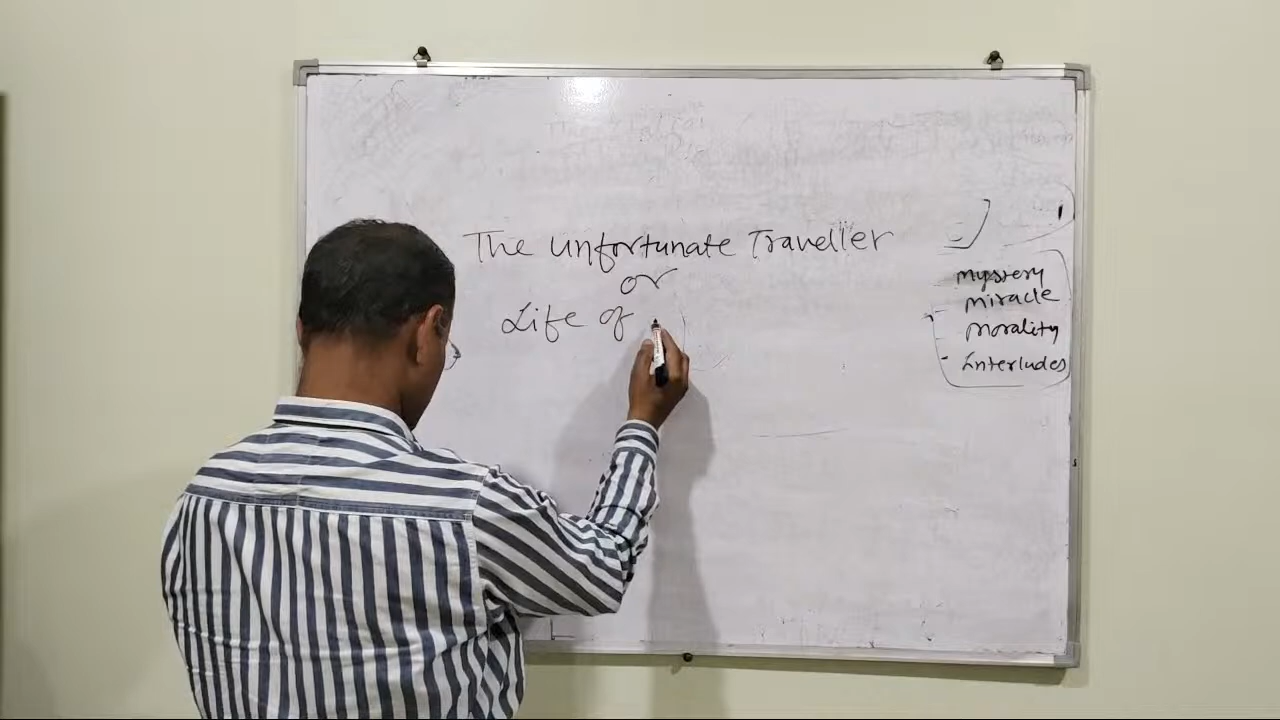 The Unfortunate Traveller
or
Life of
Mystery
Miracle
Morality
Interludes